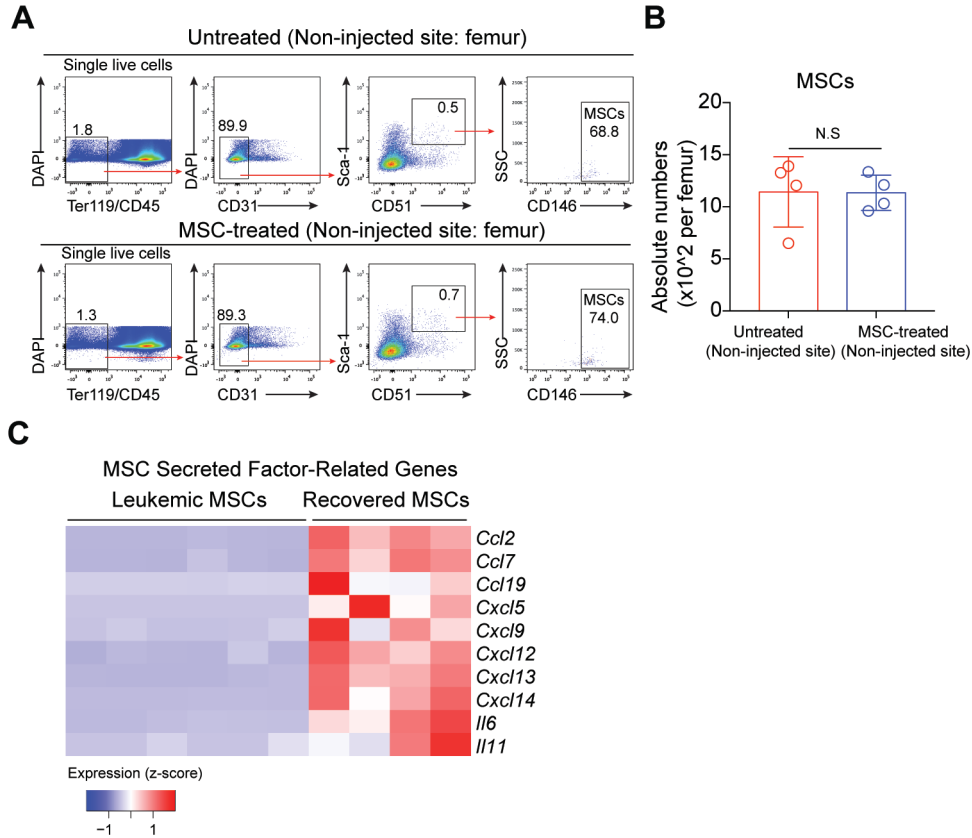 A
Untreated (Non-injected site: femur)
Single live cells
1.8
DAPI
Ter119/CD45
89.9
DAPI
CD31
0.5
Sca-1
CD51
MSCs
68.8
SSC
CD146
MSC-treated (Non-injected site: femur)
Single live cells
1.3
DAPI
Ter119/CD45
89.3
DAPI
CD31
0.7
Sca-1
CD51
MSCs
74.0
SSC
CD146
B
MSCs
N.S
20
15
10
5
0
Absolute numbers
(x10^2 per femur)
Untreated
(Non-injected site)
MSC-treated
(Non-injected site)
C
MSC Secreted Factor-Related Genes
Leukemic MSCs Recovered MSCs
Ccl2
Ccl7
Ccl19
Cxcl5
Cxcl9
Cxcl12
Cxcl13
Cxcl14
Il6
Il11
Expression (z-score)
−1 1